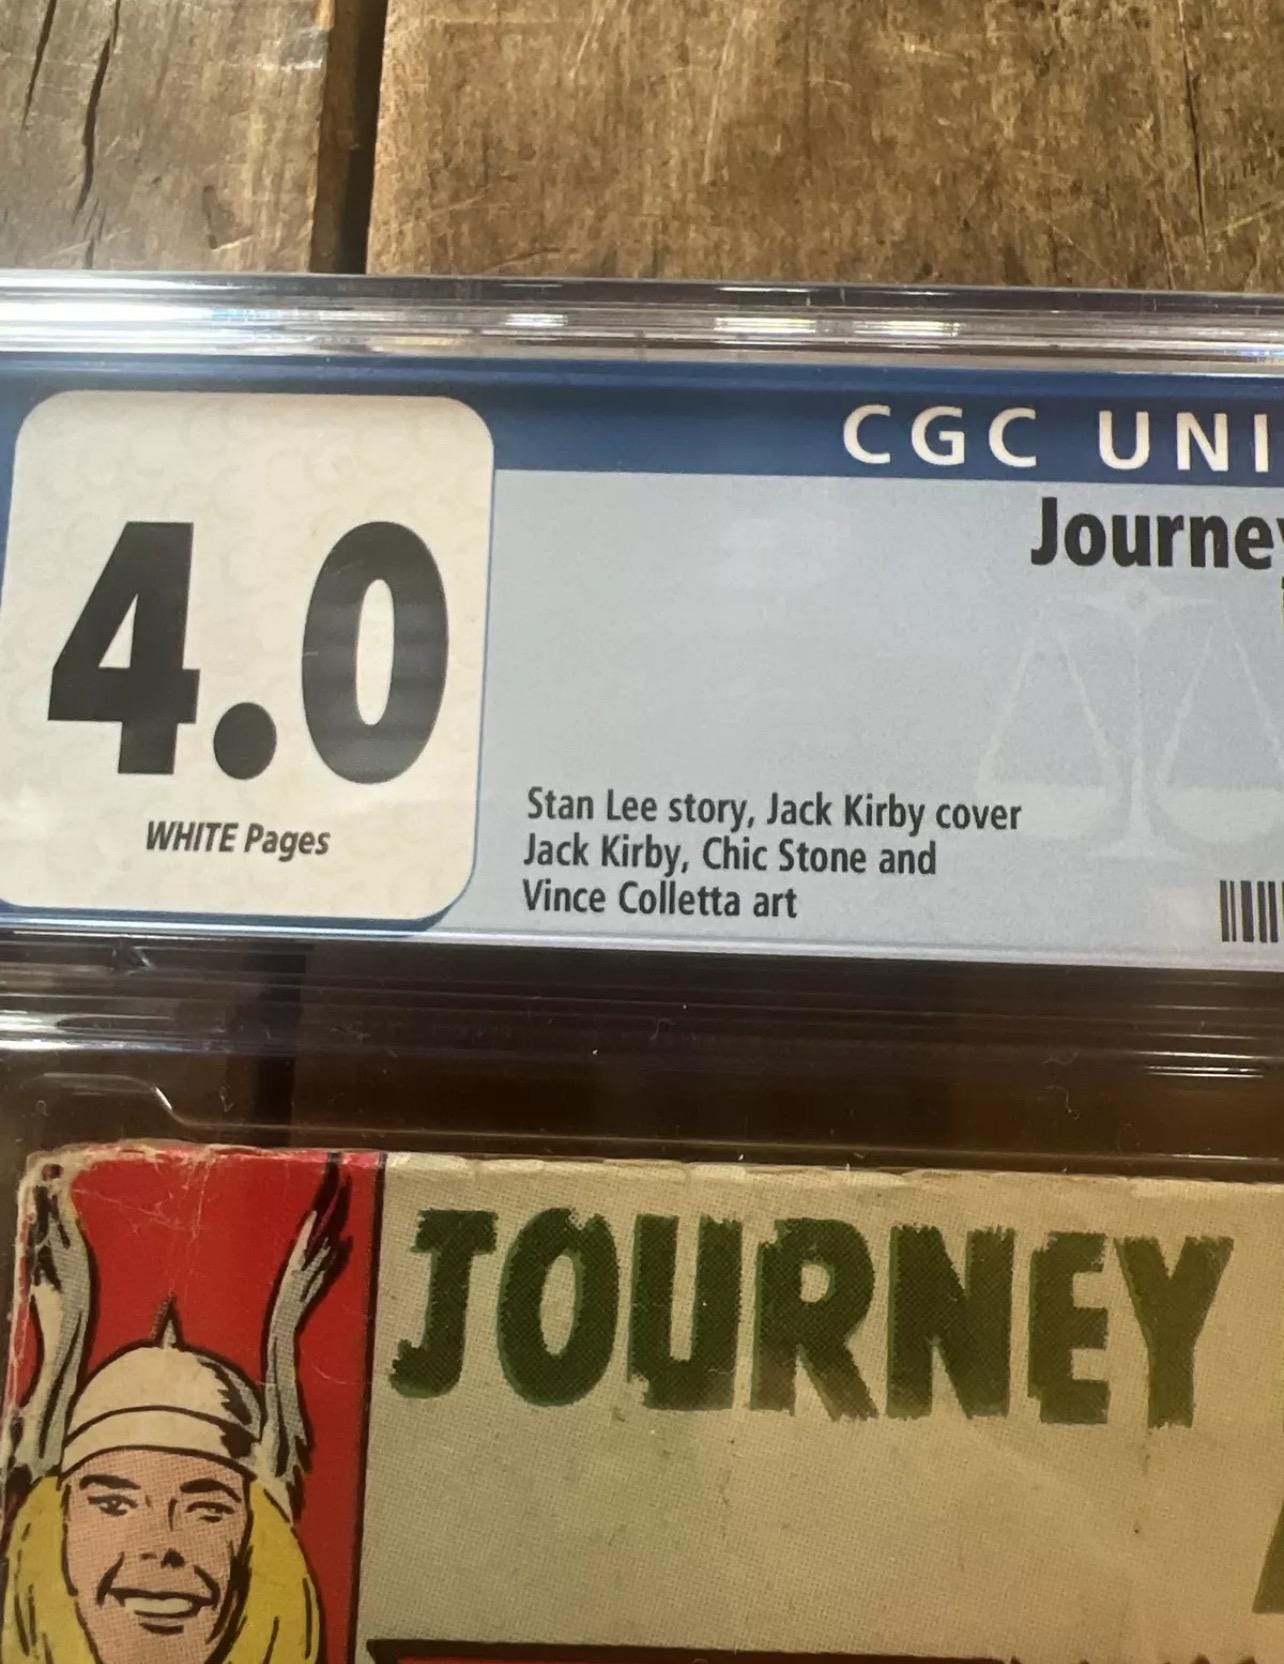 CGC UNI
Journey
4.0
WHITE Pages
Stan Lee story, Jack Kirby cover
Jack Kirby, Chic Stone and
Vince Colletta art
JOURNEY